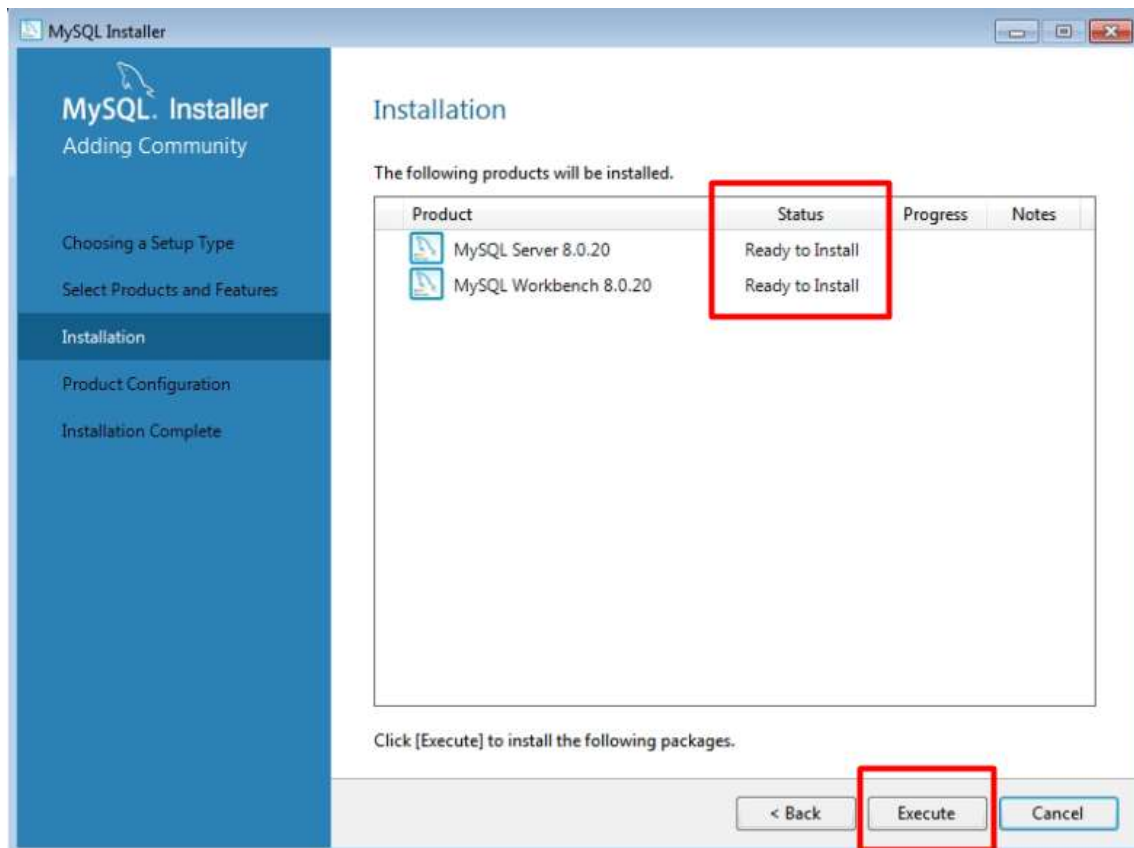 MySQL Installer
MySQL. Installer
Adding Community
Choosing a Setup Type
Select Products and Features
Installation
Product Configuration
Installation Complete
Installation
The following products will be installed.
Product Status Progress Notes
MySQL Server 8.0.20 Ready to Install
MySQL Workbench 8.0.20 Ready to Install
Click [Execute] to install the following packages.
< Back Execute Cancel